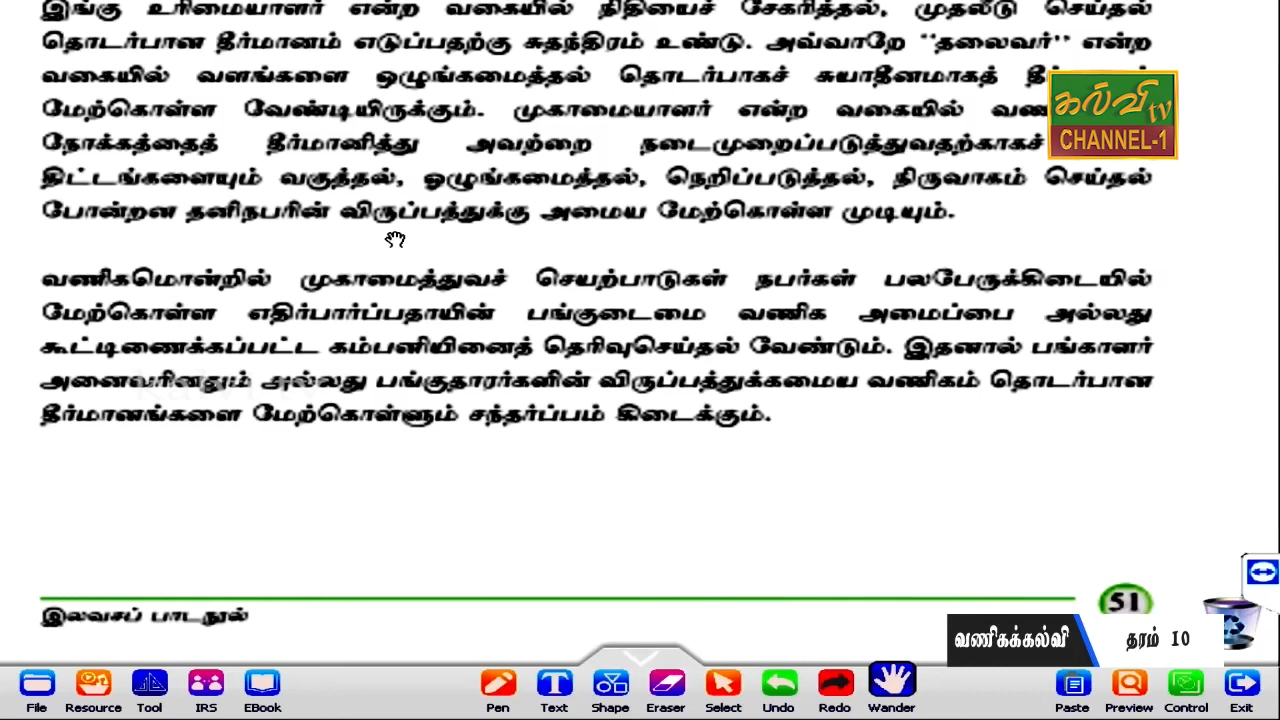 இங்கு உரிமையாளர் என்ற வகையில் நிதியைச் சேகரித்தல், முதலீடு செய்தல்
தொடர்பான தீர்மானம் எடுப்பதற்கு சுதந்திரம் உண்டு. அவ்வாறே "தலைவர்" என்ற
வகையில் வளங்களை ஒழுங்கமைத்தல் தொடர்பாகச் சுயாதீனமாகத்
மேற்கொள்ள வேண்டியிருக்கும். முகாமையாளர் என்ற வகையில்
நோக்கத்தைத் தீர்மானித்து அவற்றை நடைமுறைப்படுத்துவதற்காகச்
திட்டங்களையும் வகுத்தல், ஒழுங்கமைத்தல், நெறிப்படுத்தல், திருவாகம் செய்தல்
போன்றன தனிநபரின் விருப்பத்துக்கு அமைய மேற்கொள்ள முடியும்.
வணிகமொன்றில் முகாமைத்துவச் செயற்பாடுகள் நபர்கள் பலபேருக்கிடையில்
மேற்கொள்ள எதிர்பார்ப்பதாயின் பங்குடைமை வணிக அமைப்பை அல்லது
கூட்டிணைக்கப்பட்ட கம்பனியினைத் தெரிவுசெய்தல் வேண்டும். இதனால் பங்காளர்
அனைவரினதும் அல்லது பங்குதாரர்களின் விருப்பத்துக்கமைய வணிகம் தொடர்பான
தீர்மானங்களை மேற்கொள்ளும் சந்தர்ப்பம் கிடைக்கும்.
கல்வி tv
CHANNEL-1
51
இலவசப் பாடநூல்
வணிகக்கல்வி தரம் 10
File Resource Tool IRS EBook Pen Text Shape Eraser Select Undo Redo Wander Paste Preview Control Exit